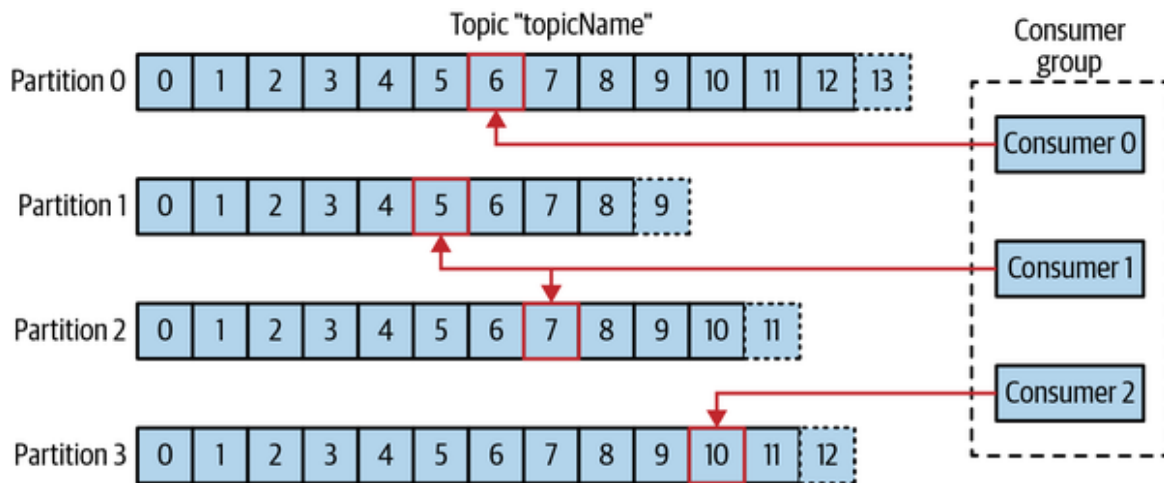 Topic "topicName"
Consumer
group
Partition 0 0 1 2 3 4 5 6 7 8 9 10 11 12 13
Consumer 0
Partition 1 0 1 2 3 4 5 6 7 8 9
Consumer 1
Partition 2 0 1 2 3 4 5 6 7 8 9 10 11
Consumer 2
Partition 3 0 1 2 3 4 5 6 7 8 9 10 11 12